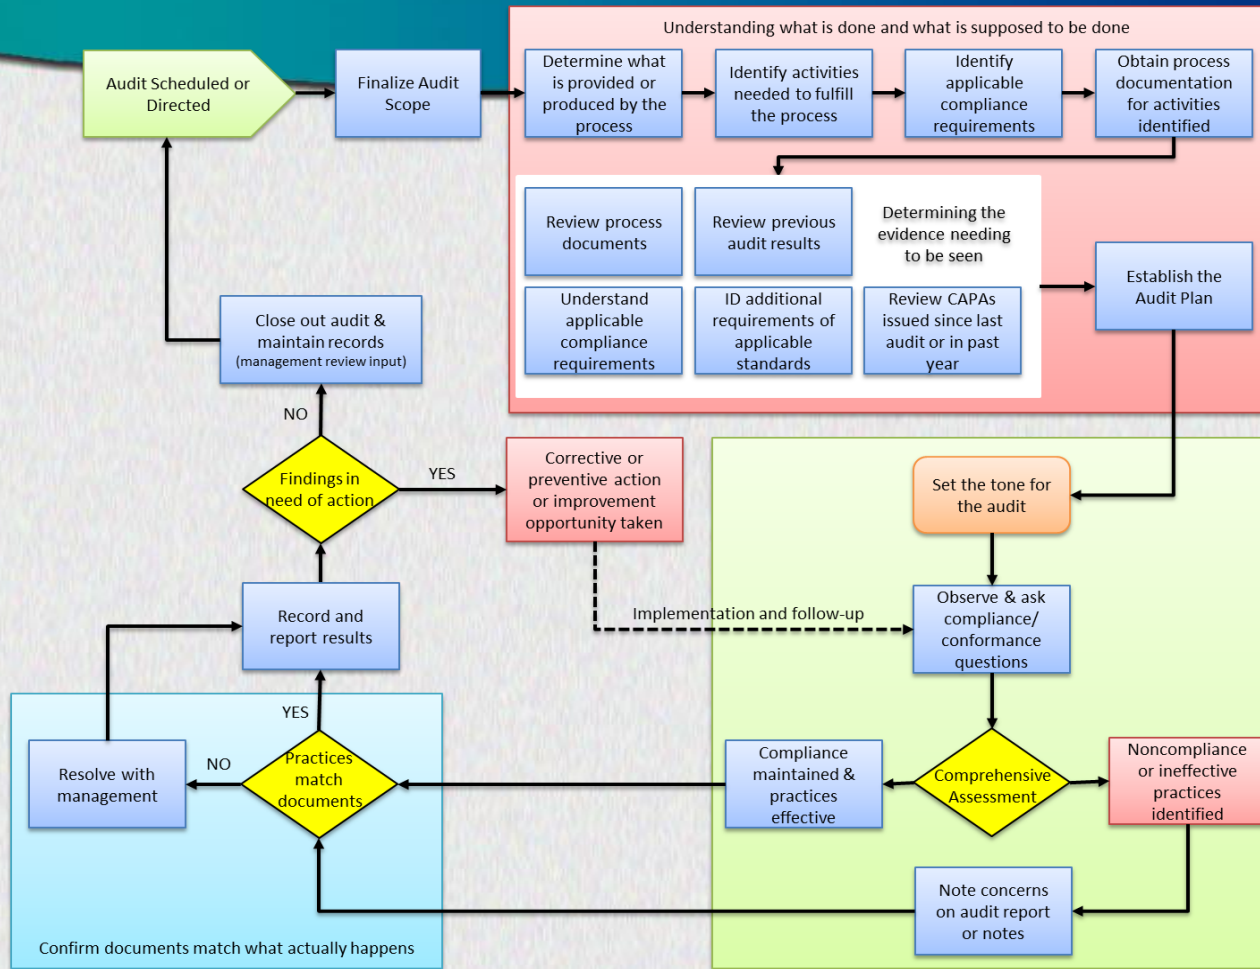 Understanding what is done and what is supposed to be done
Audit Scheduled or
Directed
Finalize Audit
Scope
Determine what
is provided or
produced by the
process
Identify activities
needed to fulfill
the process
Identify
applicable
compliance
requirements
Obtain process
documentation
for activities
identified
Review process
documents
Review previous
audit results
Determining the
evidence needing
to be seen
Understand
applicable
compliance
requirements
ID additional
requirements of
applicable
standards
Review CAPAs
issued since last
audit or in past
year
Establish the
Audit Plan
Close out audit &
maintain records
(management review input)
NO
Findings in
need of action
YES
Corrective or
preventive action
or improvement
opportunity taken
Set the tone for
the audit
Implementation and follow-up
Observe & ask
compliance/
conformance
questions
Record and
report results
YES
Practices
match
documents
NO
Resolve with
management
Compliance
maintained &
practices
effective
Comprehensive
Assessment
Noncompliance
or ineffective
practices
identified
Note concerns
on audit report
or notes
Confirm documents match what actually happens